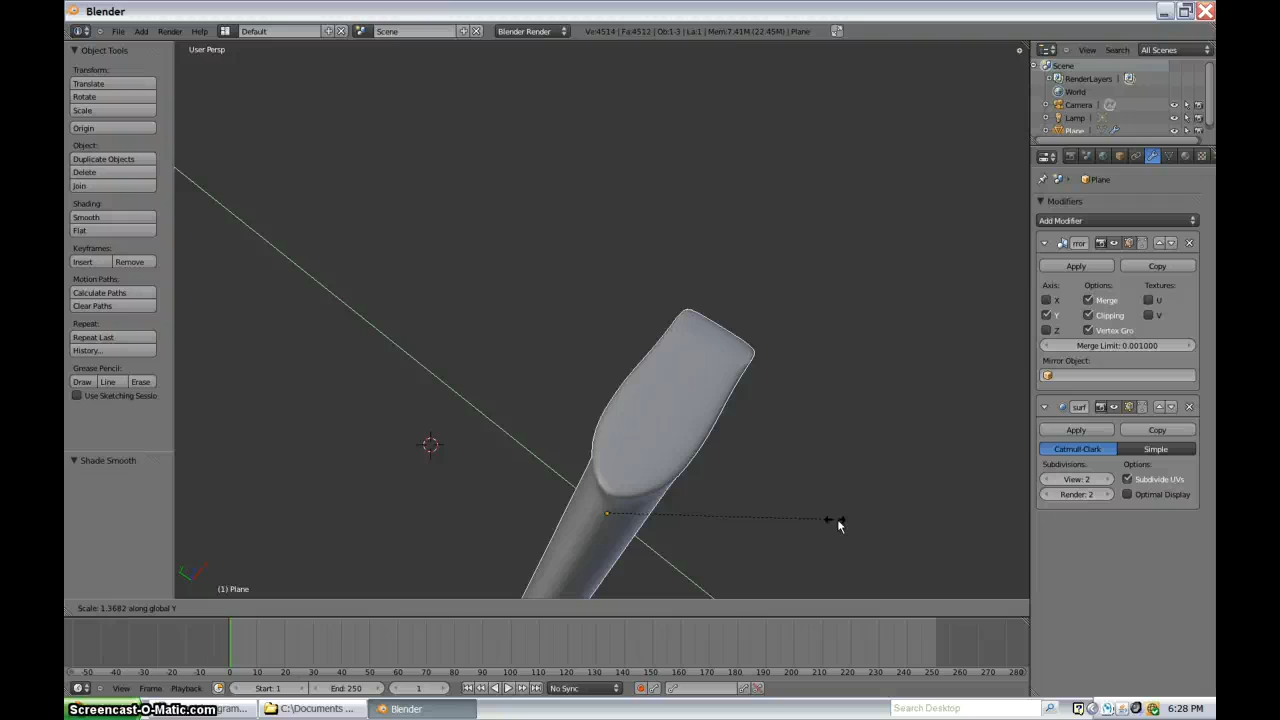 Blender
File Add Render Help
Default
Scene
Blender Render
Ve:4514 | Fa:4512 | Ob:1-3 | La:1 | Mem:7.41M (22.45M) | Plane
View Search All Scenes
Object Tools
User Persp
Scene
Transform:
RenderLayers
Translate
World
Rotate
Camera
Scale
Lamp
Plane
Origin
Object:
Duplicate Objects
Delete
Plane
Join
Modifiers
Shading:
Smooth
Add Modifier
Flat
rror
Keyframes:
Insert Remove
Apply Copy
Motion Paths:
Axis: Options: Textures:
Calculate Paths
X Merge U
Clear Paths
Y Clipping V
Repeat:
Z Vertex Gro
Repeat Last
Merge Limit: 0.001000
History...
Mirror Object:
Grease Pencil:
Draw Line Erase
Use Sketching Sessio
surf
Apply Copy
Catmull-Clark Simple
Shade Smooth
Subdivisions: Options:
View: 2 Subdivide UVs
Render: 2 Optimal Display
(1) Plane
Scale: 1.3682 along global Y
-50 -40 -30 -20 -10 0 10 20 30 40 50 60 70 80 90 100 110 120 130 140 150 160 170 180 190 200 210 220 230 240 250 260 270 280
View Frame Playback Start: 1 End: 250 1 No Sync
Screencast-O-Matic.com
gram...
C:\Documents ...
Blender
Search Desktop
6:28 PM